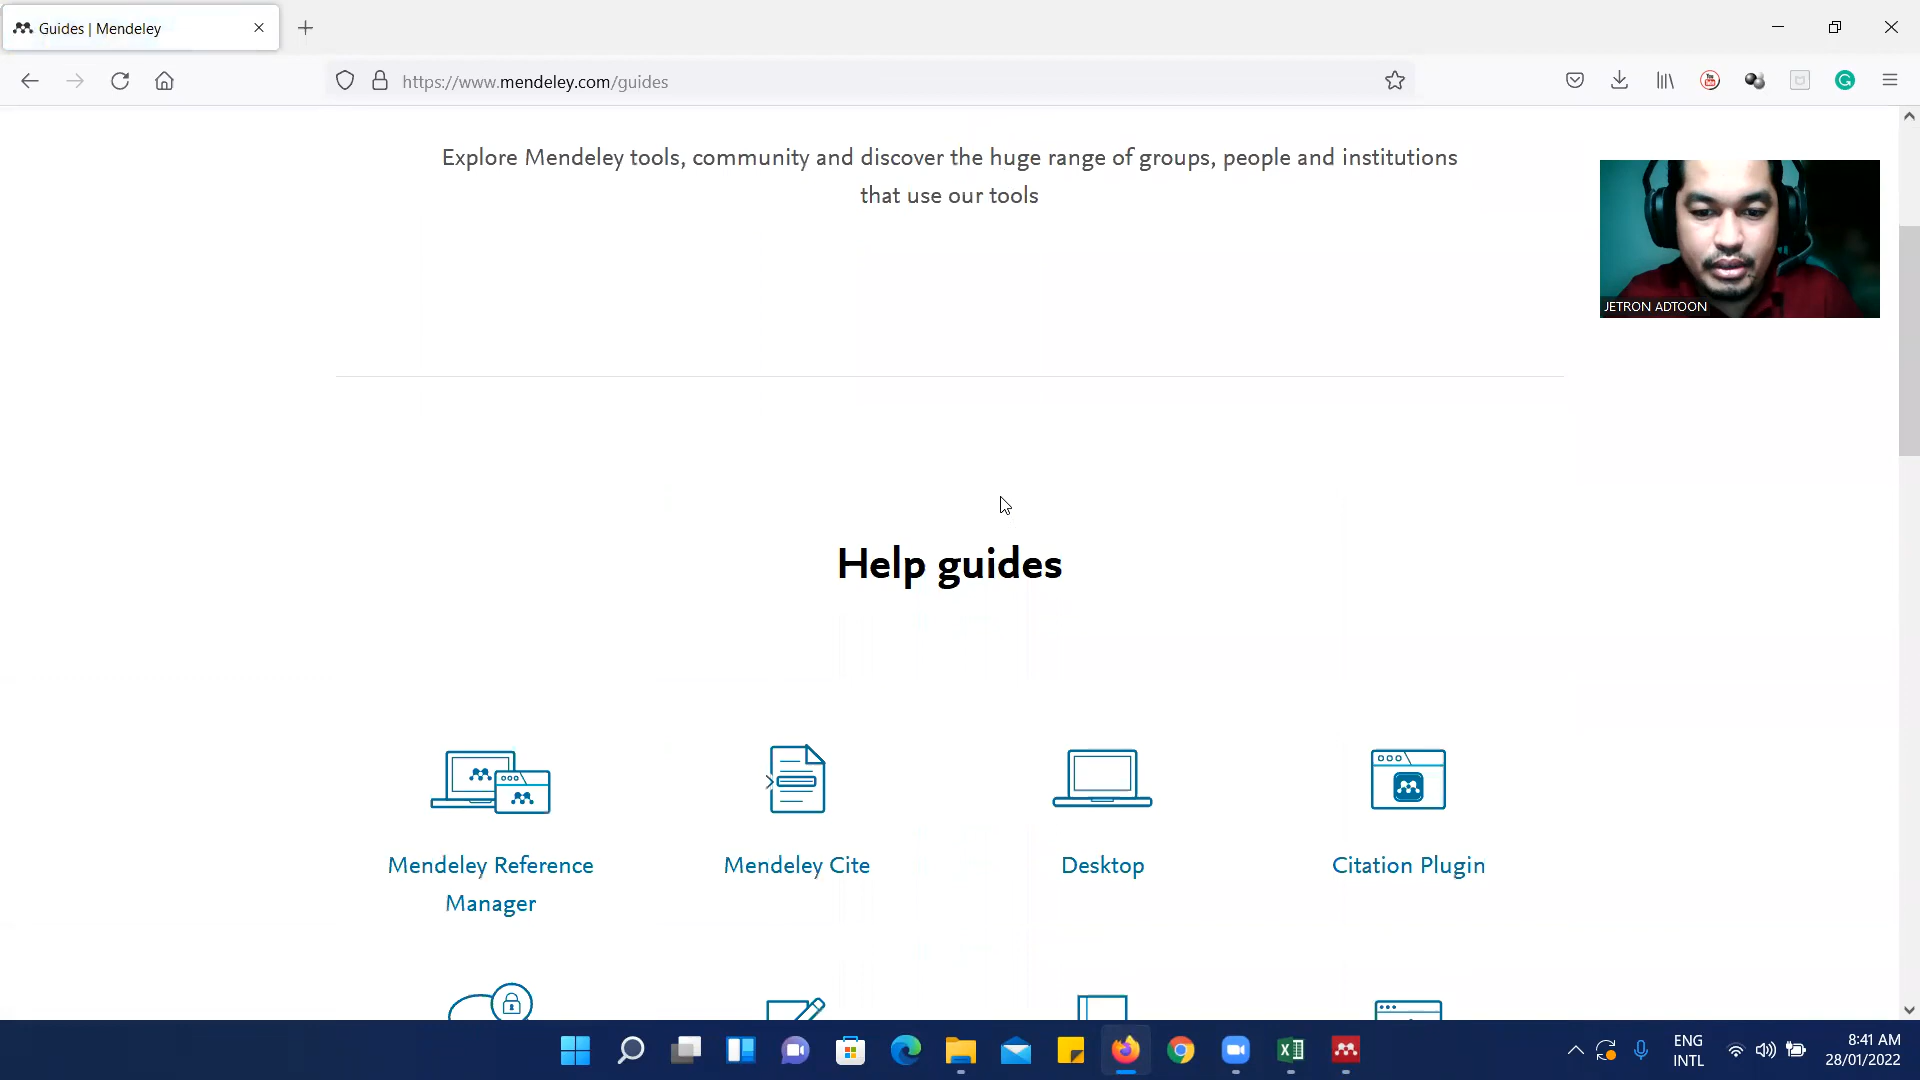 Guides | Mendeley
https://www.mendeley.com/guides
Explore Mendeley tools, community and discover the huge range of groups, people and institutions
that use our tools
JETRON ADTOON
Help guides
Mendeley Reference
Manager
Mendeley Cite
Desktop
Citation Plugin
ENG
INTL
8:41 AM
28/01/2022